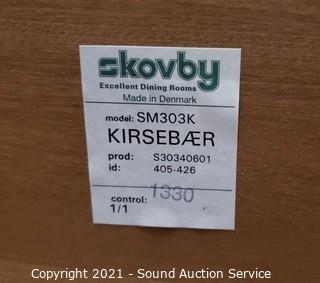 skovby
Excellent Dining Rooms
Made in Denmark
model: SM303K
KIRSEBÆR
prod: S30340601
id: 405-426
control: 1330
1/1
Copyright 2021 - Sound Auction Service